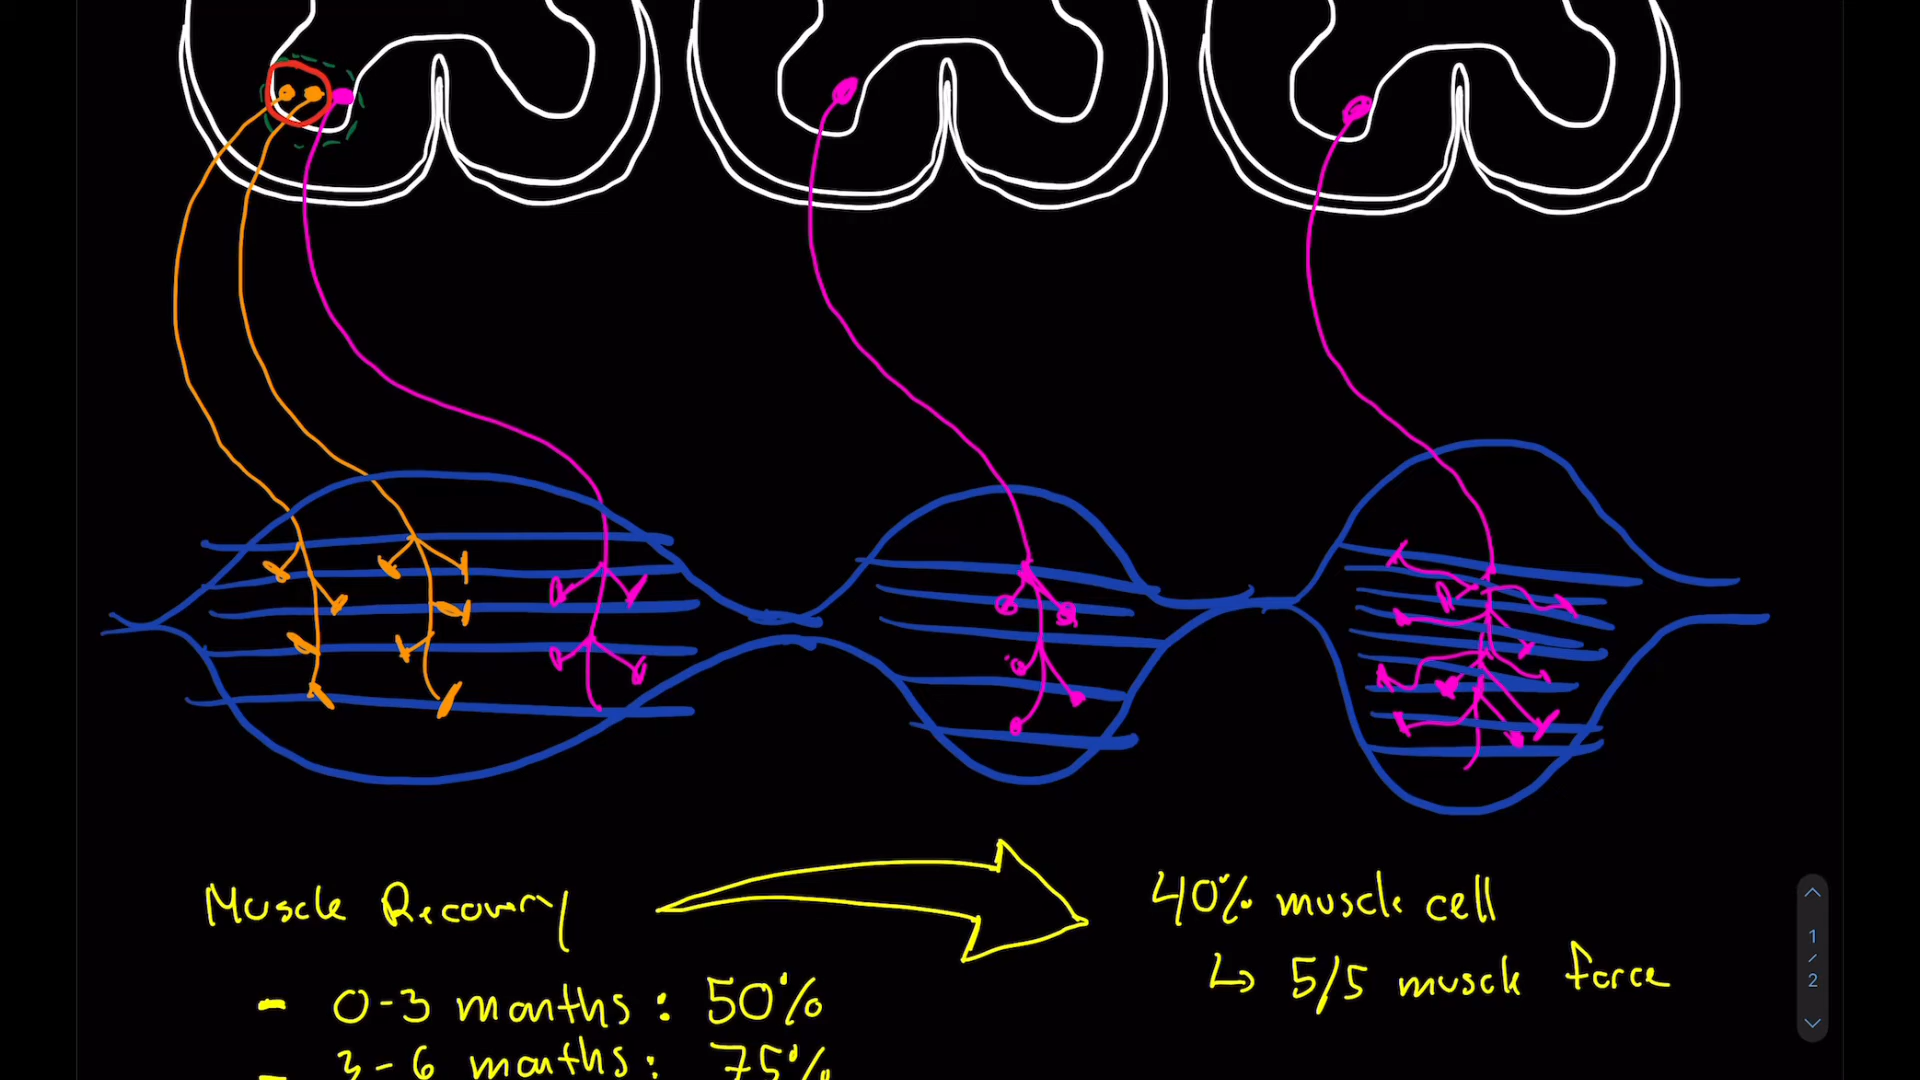 Muscle Recovery
40% muscle cell
↳ 5/5 muscle force
- 0-3 months: 50%
- 3-6 months: 75%
1
/
2